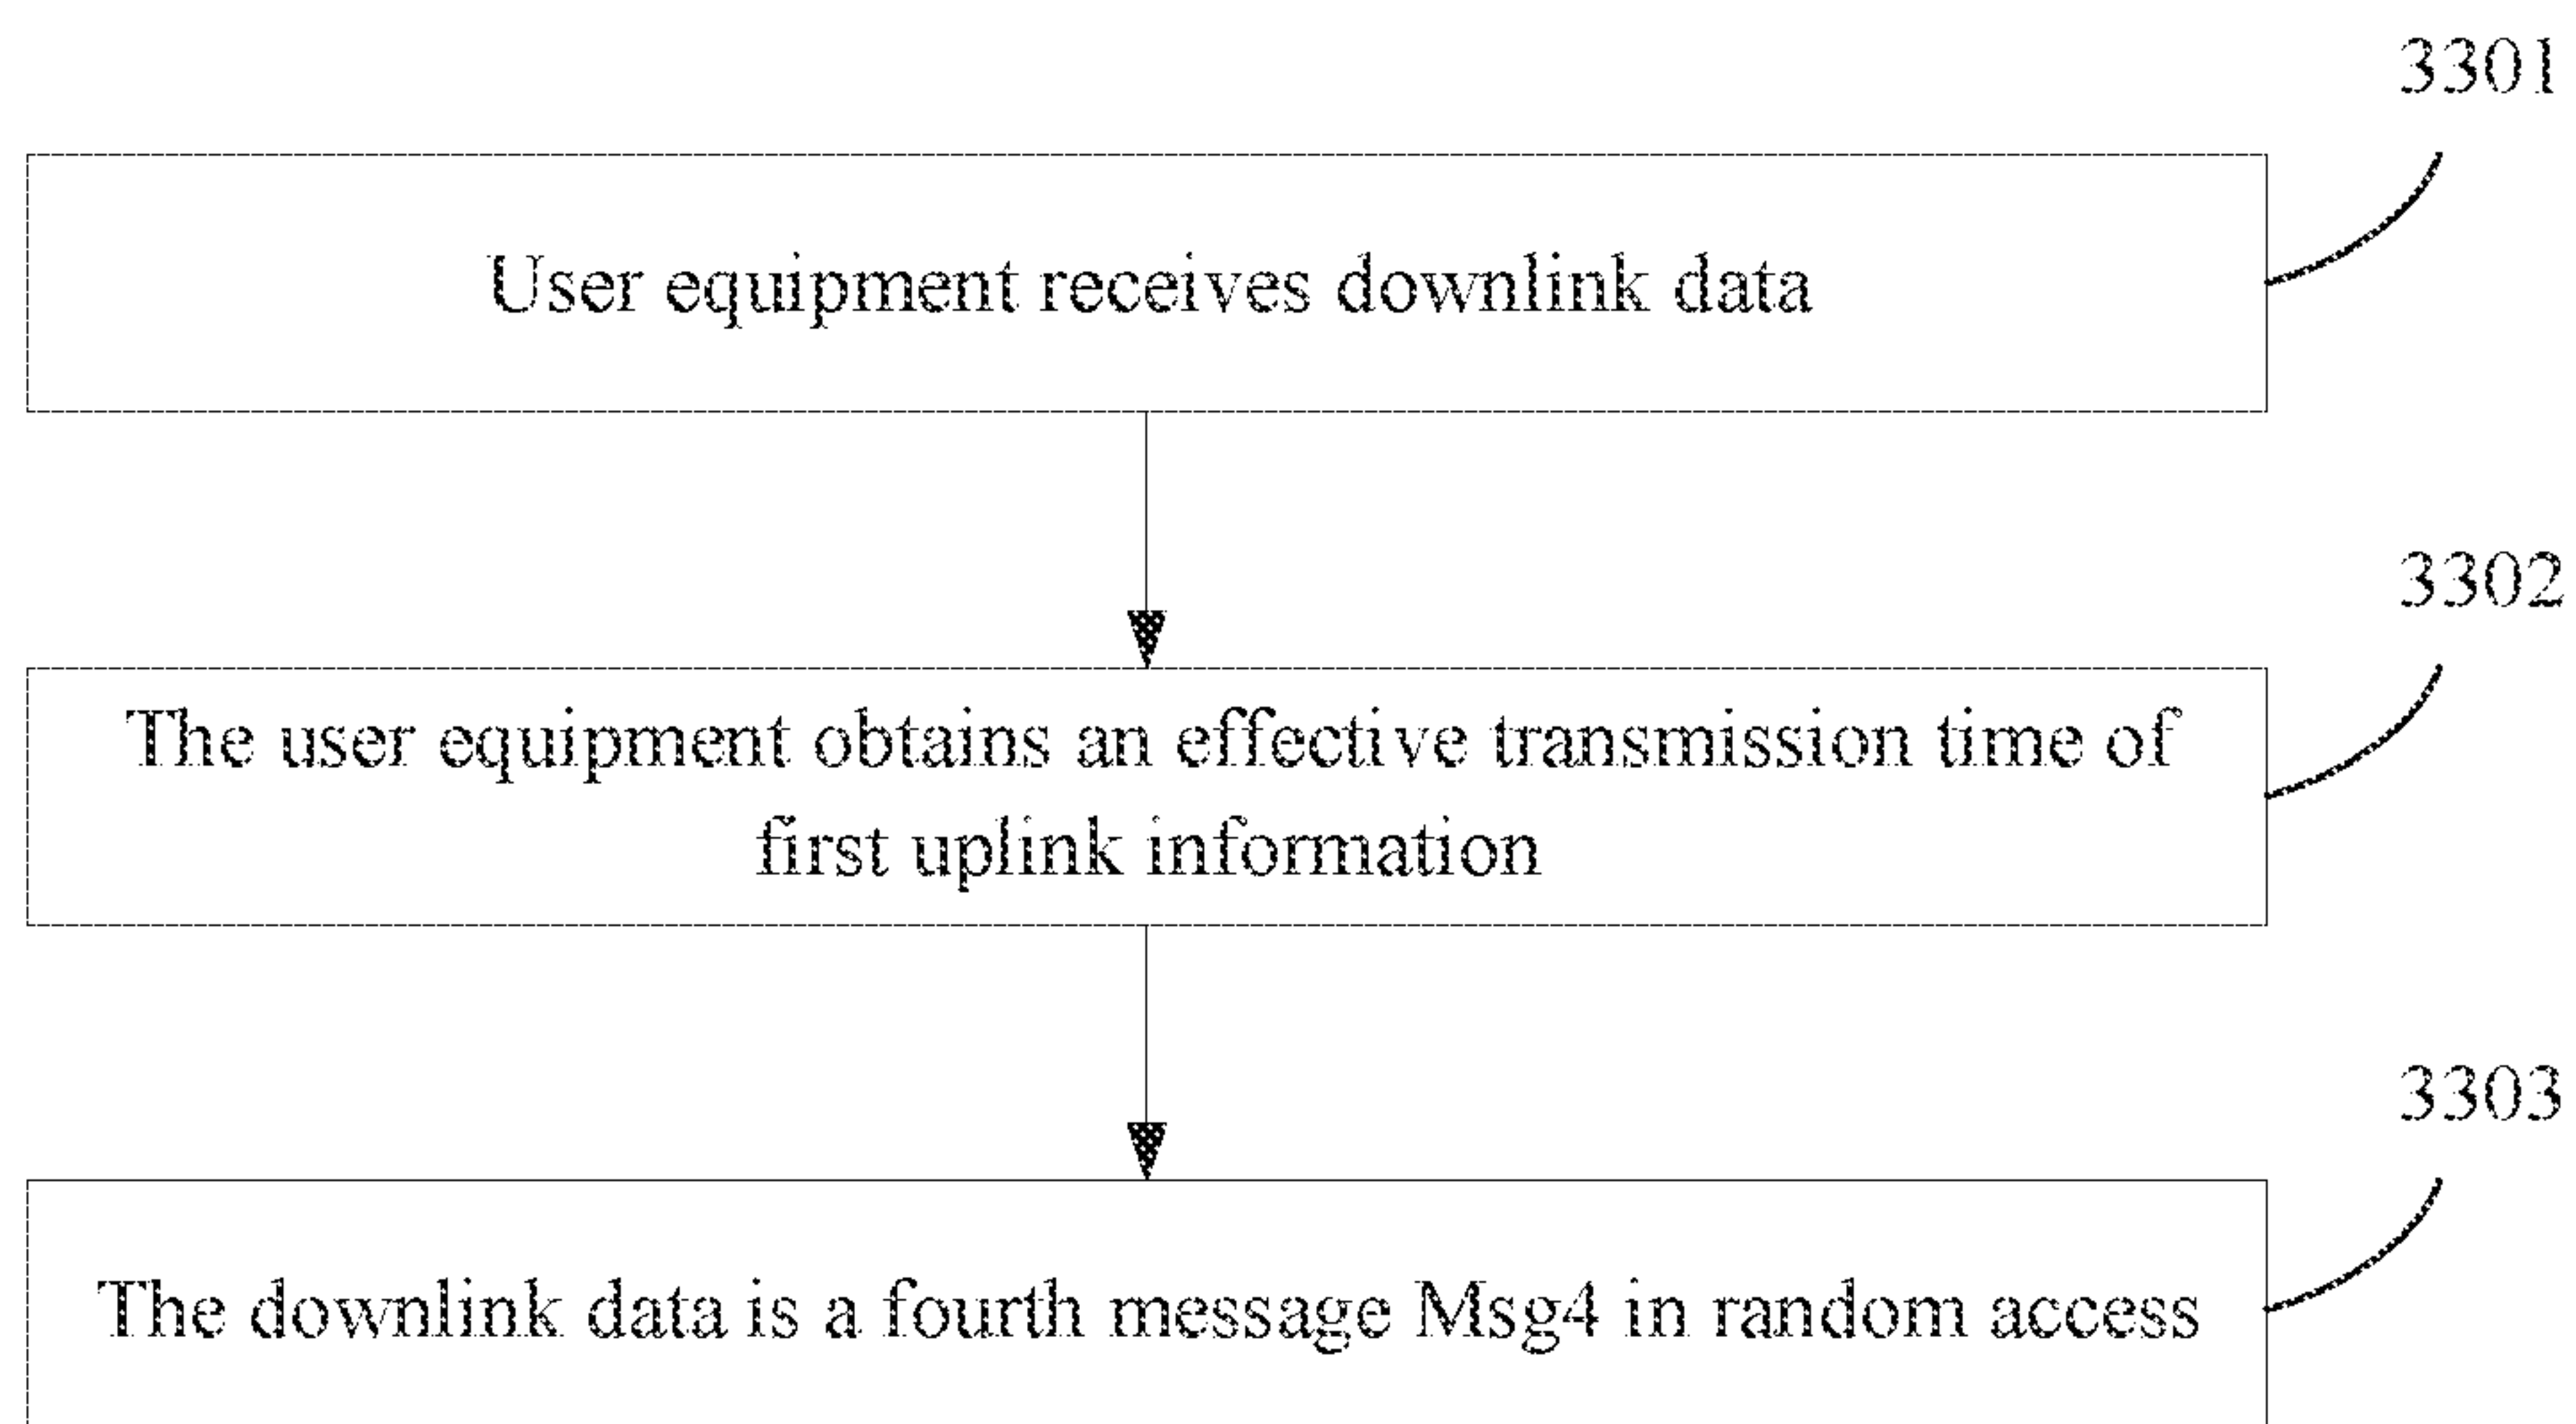 3301
User equipment receives downlink data
3302
The user equipment obtains an effective transmission time of
first uplink information
3303
The downlink data is a fourth message Msg4 in random access